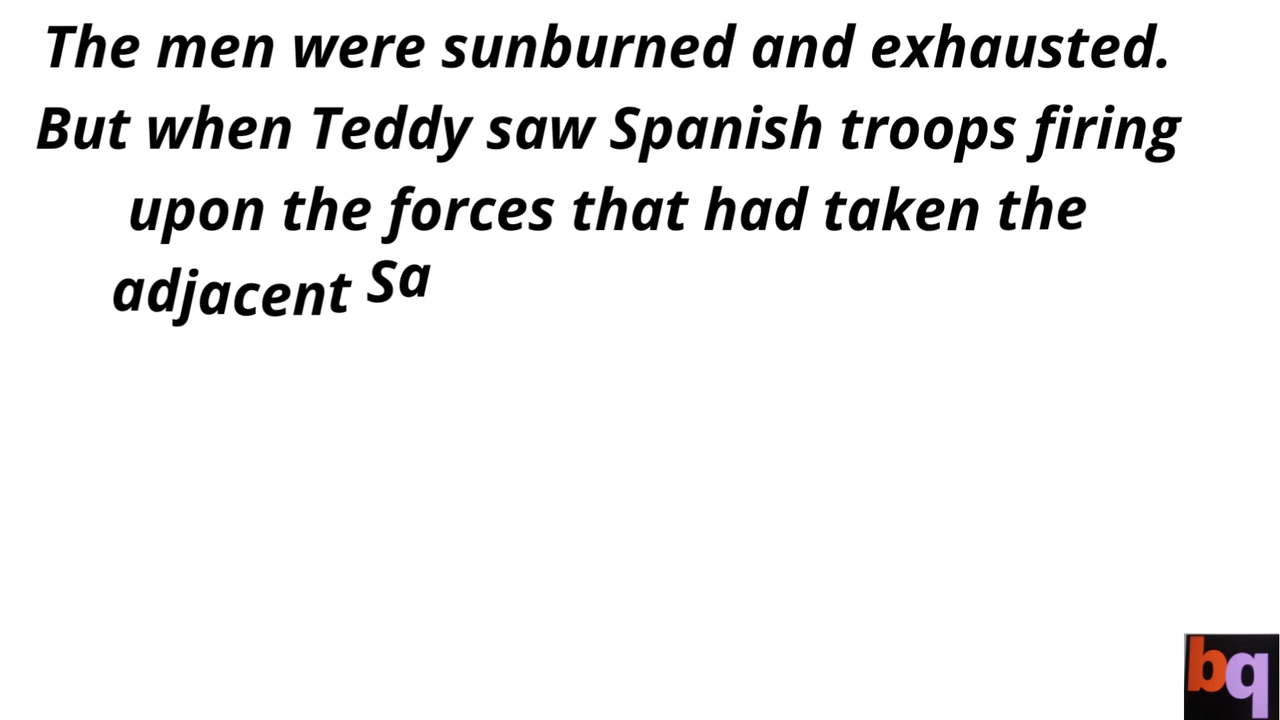 The men were sunburned and exhausted.
But when Teddy saw Spanish troops firing
upon the forces that had taken the
adjacent Sa
bq